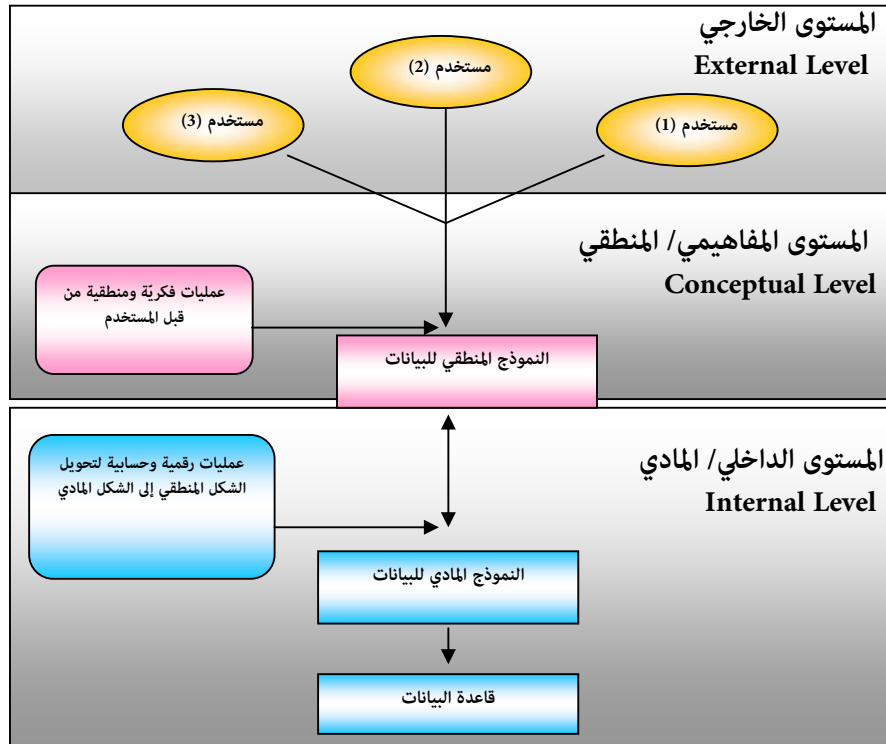 المستوى الخارجي
External Level
مستخدم (2)
مستخدم (1)
مستخدم (3)
المستوى المفاهيمي/ المنطقي
Conceptual Level
عمليات فكريّة ومنطقية من
قبل المستخدم
النموذج المنطقي للبيانات
المستوى الداخلي/ المادي
Internal Level
عمليات رقمية وحسابية لتحويل
الشكل المنطقي إلى الشكل المادي
النموذج المادي للبيانات
قاعدة البيانات